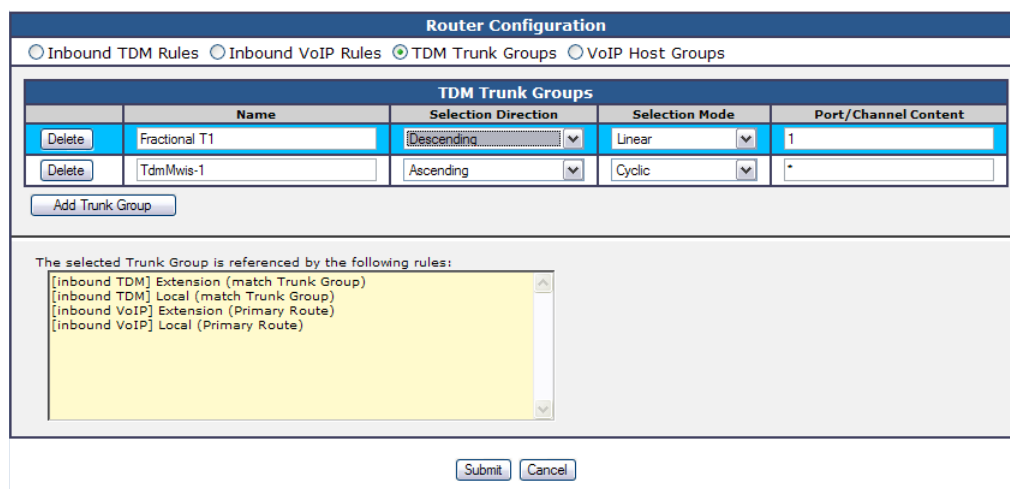 Router Configuration
Inbound TDM Rules Inbound VoIP Rules TDM Trunk Groups VoIP Host Groups
TDM Trunk Groups
Name Selection Direction Selection Mode Port/Channel Content
Delete Fractional T1 Descending Linear 1
Delete TdmMwis-1 Ascending Cyclic *
Add Trunk Group
The selected Trunk Group is referenced by the following rules:
[inbound TDM] Extension (match Trunk Group)
[inbound TDM] Local (match Trunk Group)
[inbound VoIP] Extension (Primary Route)
[inbound VoIP] Local (Primary Route)
Submit Cancel